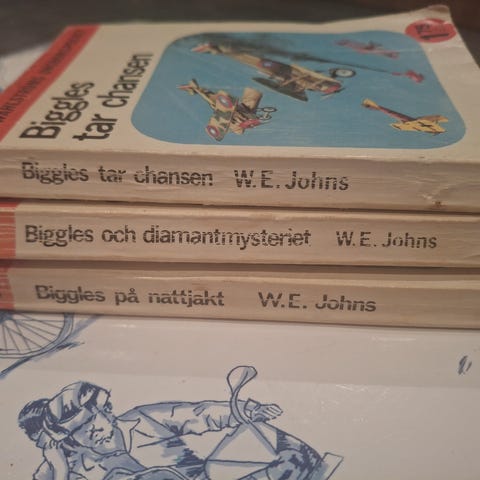 Biggles
tar chansen
Biggles tar chansen W.E. Johns
Biggles och diamantmysteriet W.E. Johns
Biggles på nattjakt W.E. Johns